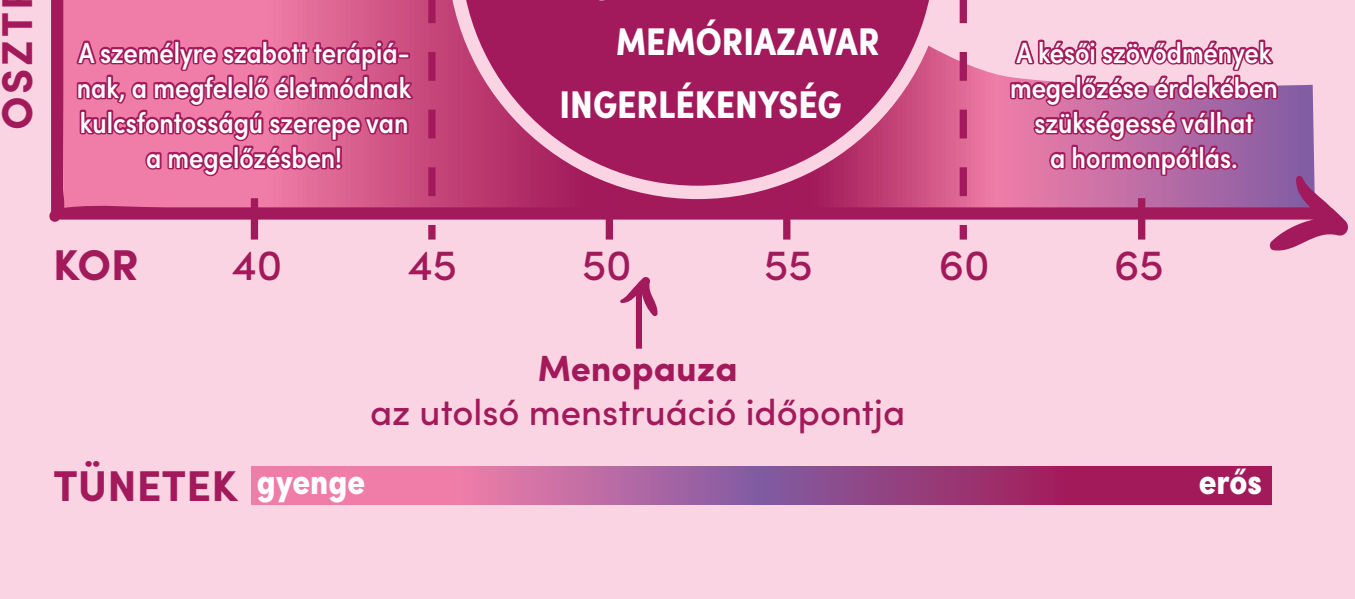 OSZTR
MEMÓRIAZAVAR
INGERLÉKENYSÉG
A személyre szabott terápiá-
nak, a megfelelő életmódnak
kulcsfontosságú szerepe van
a megelőzésben!
A késői szövődmények
megelőzése érdekében
szükségessé válhat
a hormonpótlás.
KOR 40 45 50 55 60 65
Menopauza
az utolsó menstruáció időpontja
TÜNETEK gyenge erős